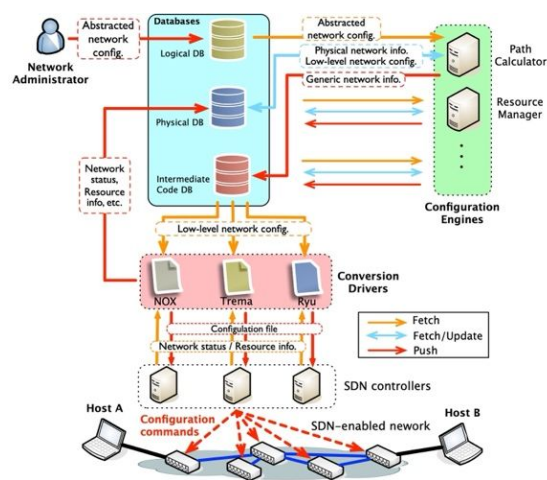 Databases
Abstracted
network
config.
Network
Administrator
Logical DB
Abstracted
network config.
Physical network info.
Low-level network config.
Generic network info.
Path
Calculator
Resource
Manager
Physical DB
Intermediate
Code DB
Network
status,
Resource
info, etc.
Configuration
Engines
Low-level network config.
NOX
Trema
Ryu
Conversion
Drivers
Configulation file
Network status / Resource info.
Fetch
Fetch/Update
Push
SDN controllers
Host A
Configuration
commands
SDN-enabled network
Host B